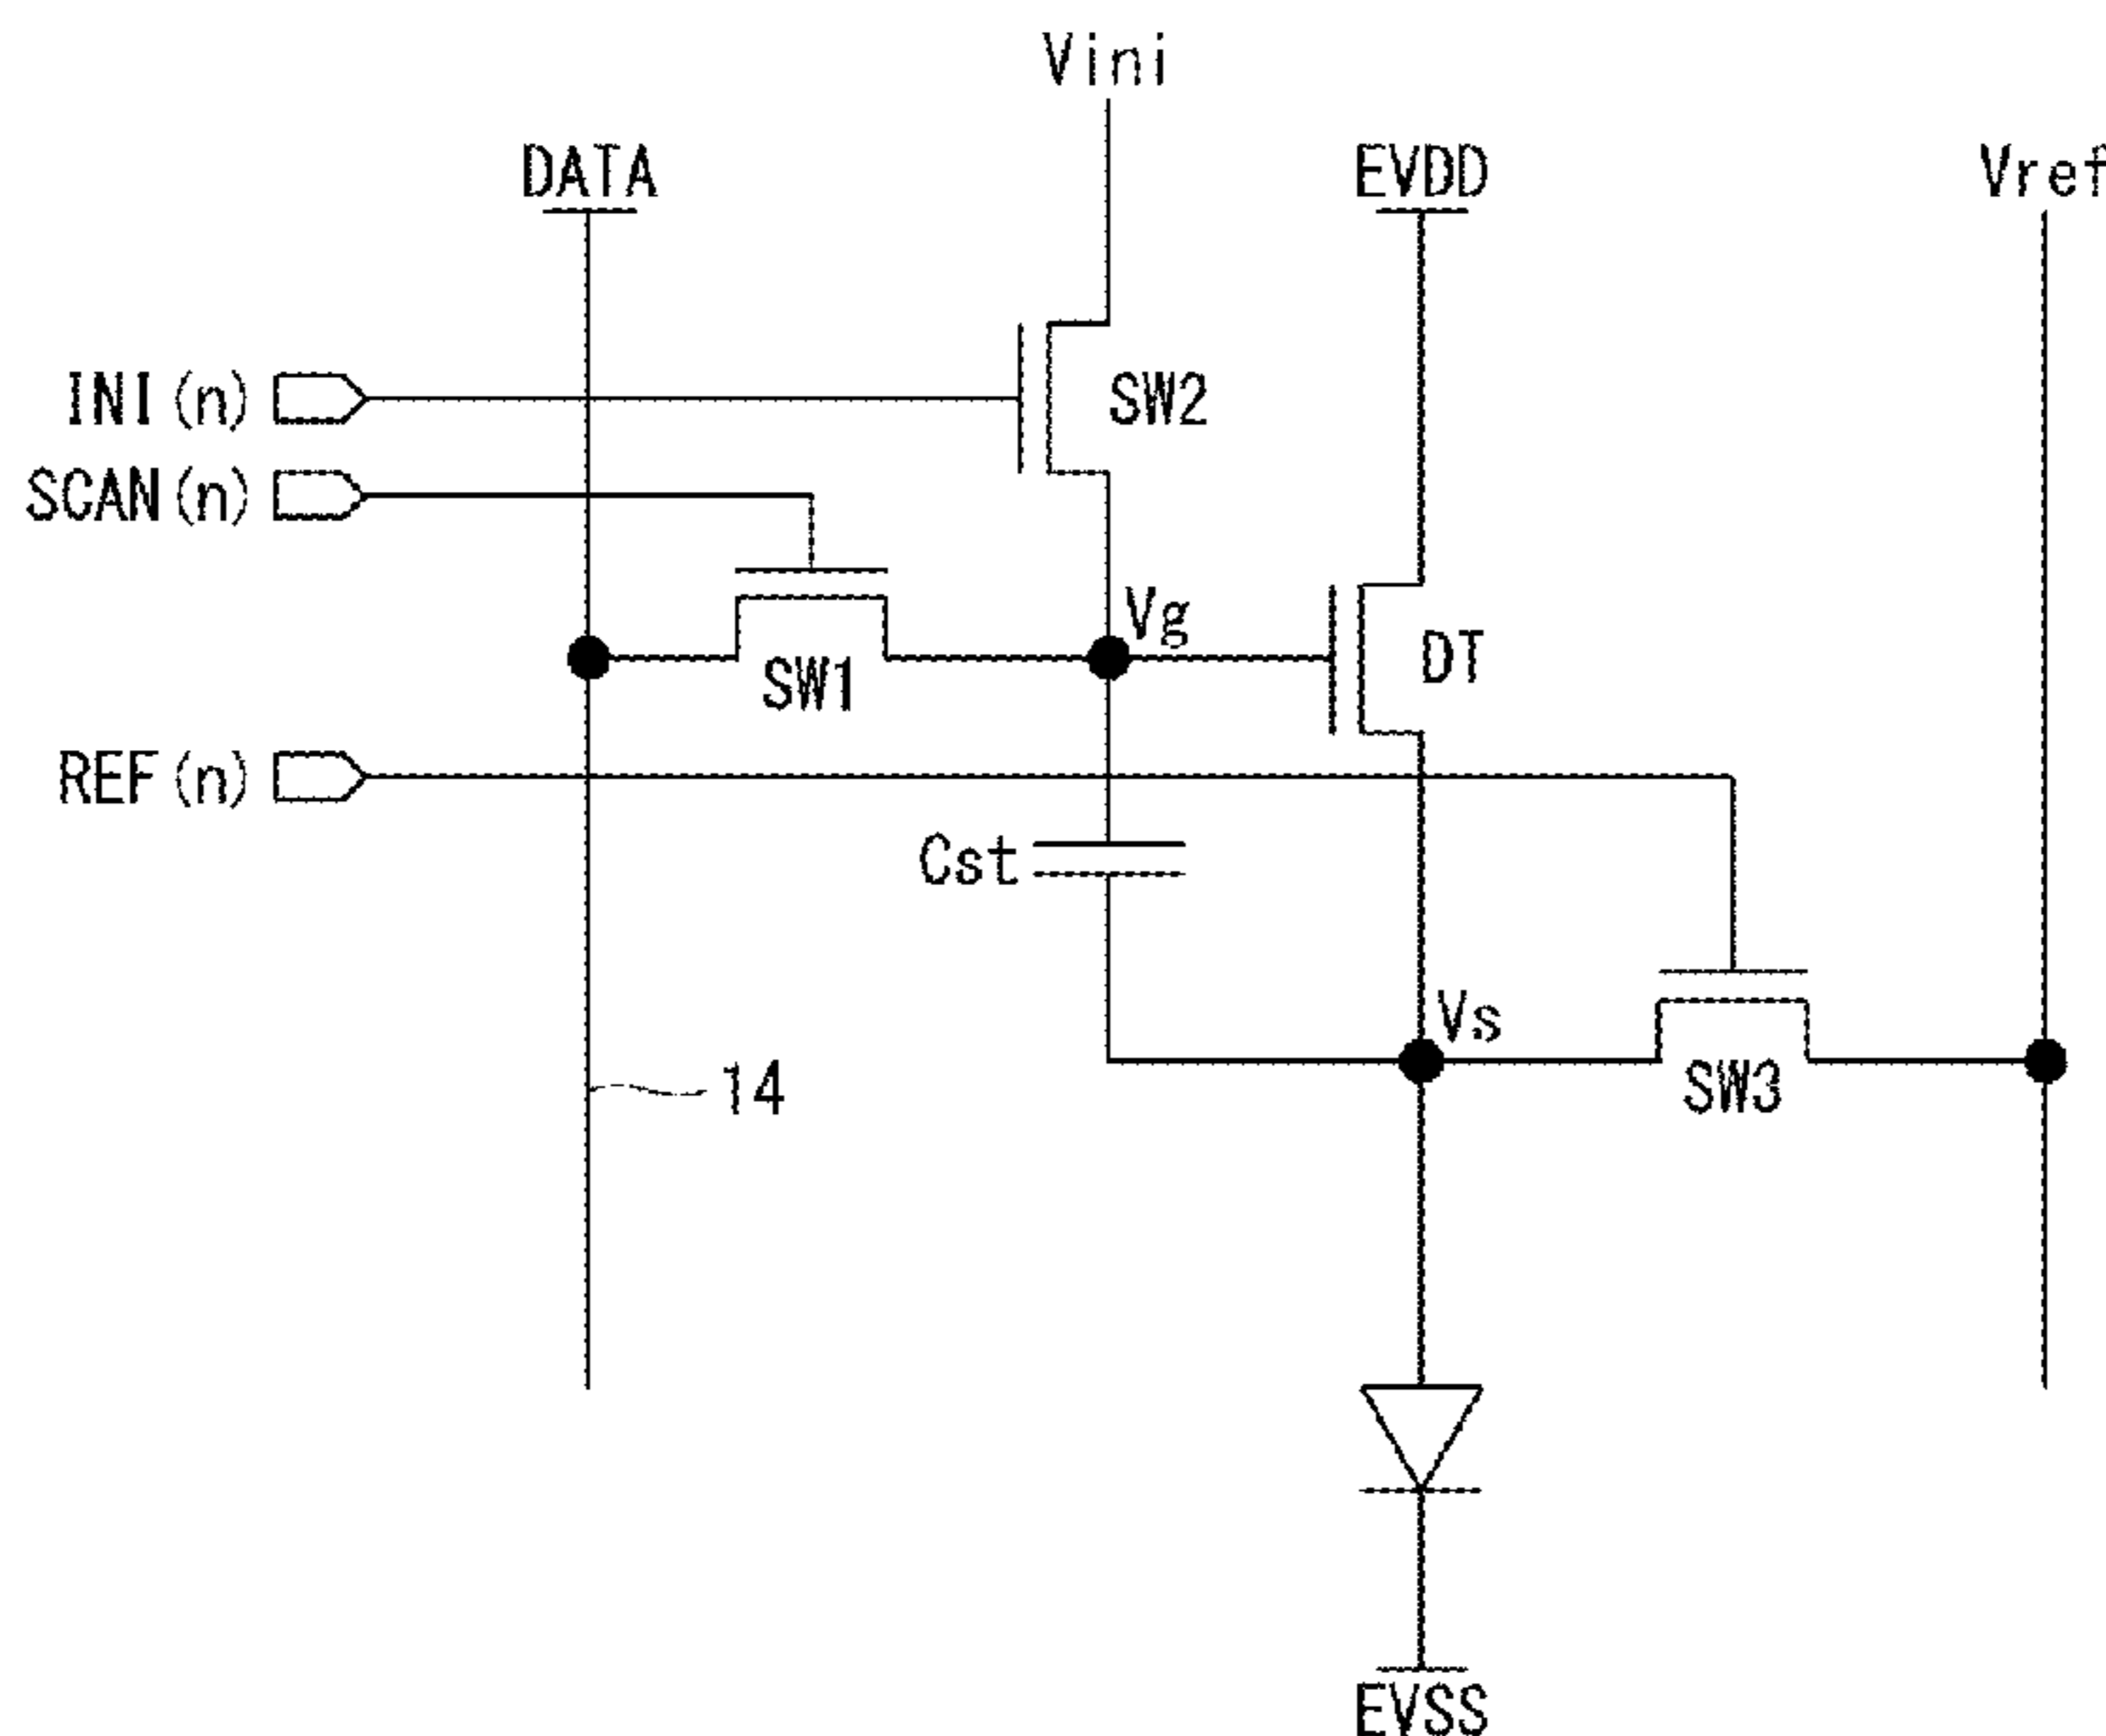 Vini
DATA
EVDD
Vref
INI(n)
SW2
SCAN(n)
Vg
SW1
DT
REF(n)
Cst
Vs
14
SW3
EVSS